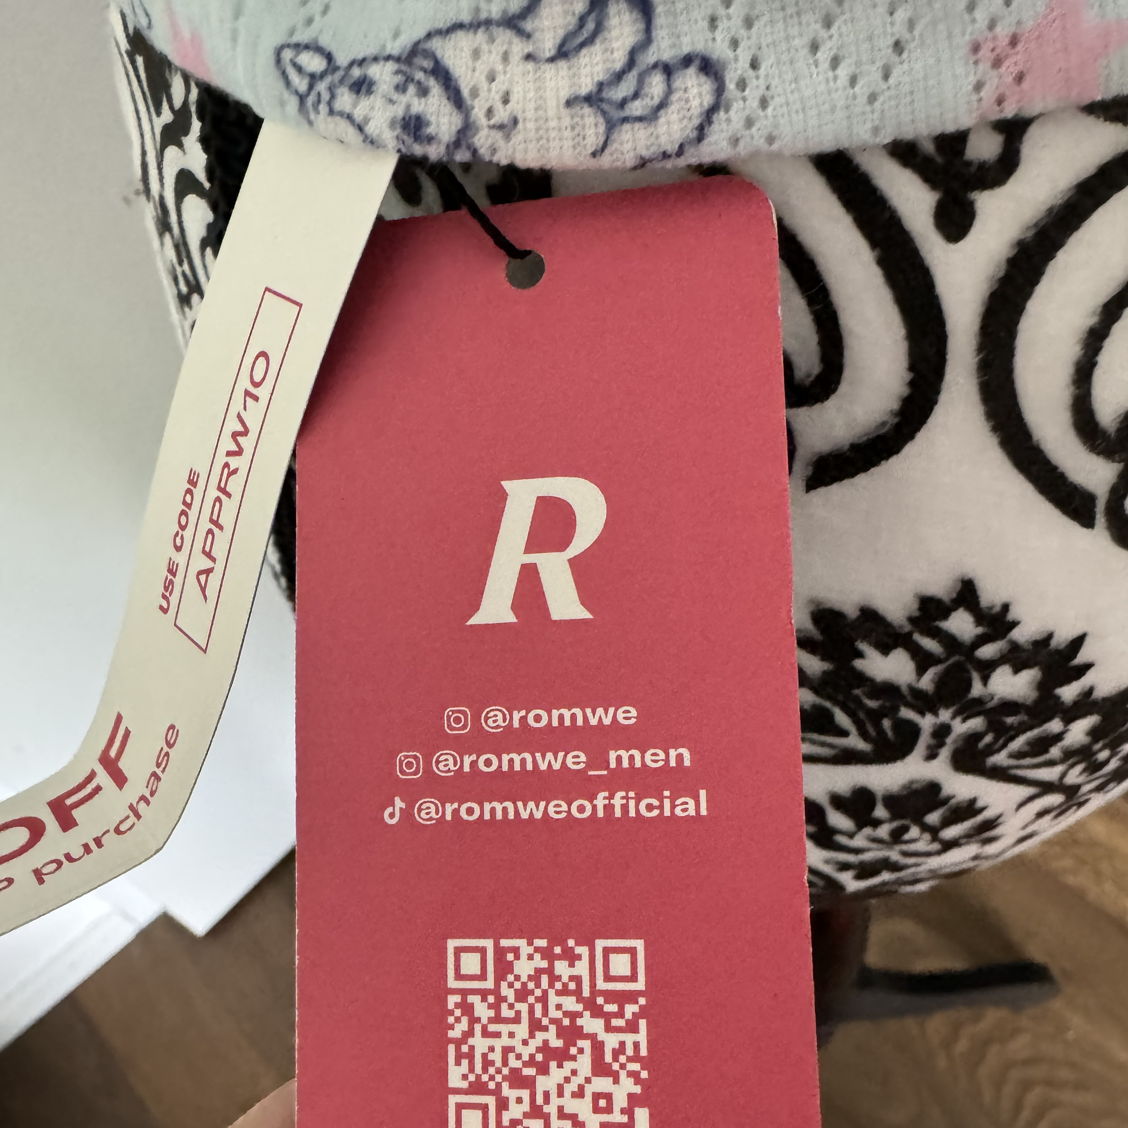 USE CODE
APPRW10
OFF
purchase
R
@romwe
@romwe_men
@romweofficial